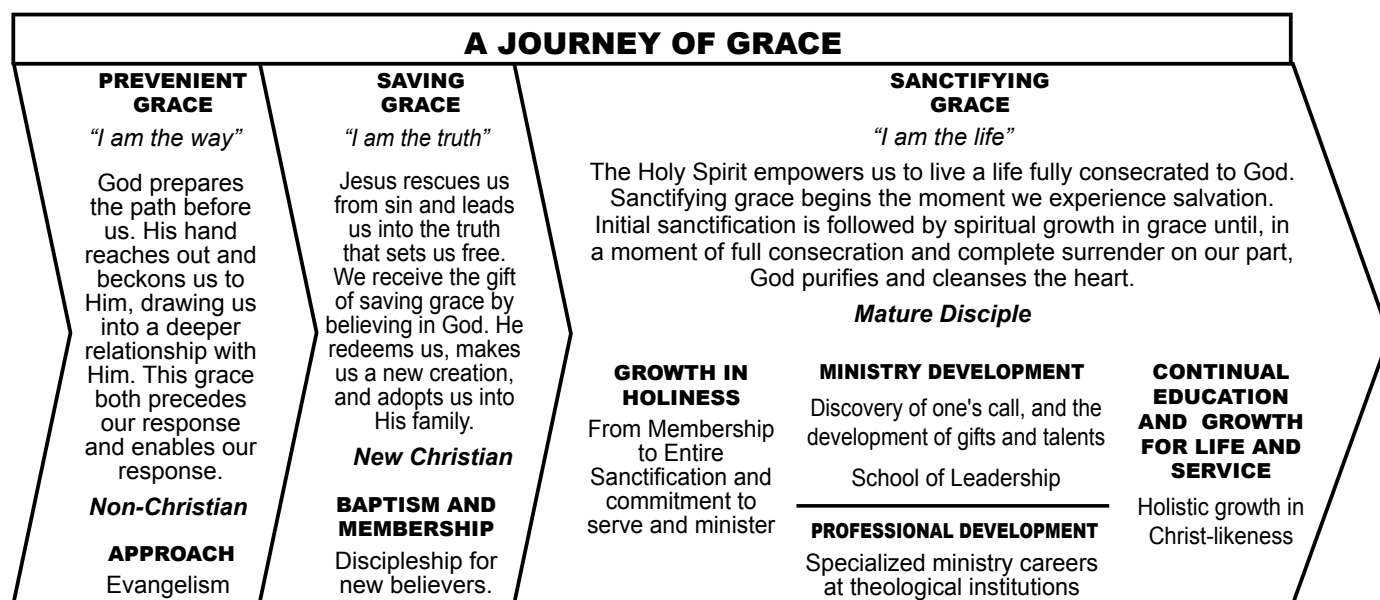 A JOURNEY OF GRACE
PREVENIENT
GRACE
“I am the way”
God prepares
the path before
us. His hand
reaches out and
beckons us to
Him, drawing us
into a deeper
relationship with
Him. This grace
both precedes
our response
and enables our
response.
Non-Christian
APPROACH
Evangelism
SAVING
GRACE
“I am the truth”
Jesus rescues us
from sin and leads
us into the truth
that sets us free.
We receive the gift
of saving grace by
believing in God. He
redeems us, makes
us a new creation,
and adopts us into
His family.
New Christian
BAPTISM AND
MEMBERSHIP
Discipleship for
new believers.
SANCTIFYING
GRACE
“I am the life”
The Holy Spirit empowers us to live a life fully consecrated to God.
Sanctifying grace begins the moment we experience salvation.
Initial sanctification is followed by spiritual growth in grace until, in
a moment of full consecration and complete surrender on our part,
God purifies and cleanses the heart.
Mature Disciple
GROWTH IN
HOLINESS
From Membership
to Entire
Sanctification and
commitment to
serve and minister
MINISTRY DEVELOPMENT
Discovery of one's call, and the
development of gifts and talents
School of Leadership
PROFESSIONAL DEVELOPMENT
Specialized ministry careers
at theological institutions
CONTINUAL
EDUCATION
AND GROWTH
FOR LIFE AND
SERVICE
Holistic growth in
Christ-likeness